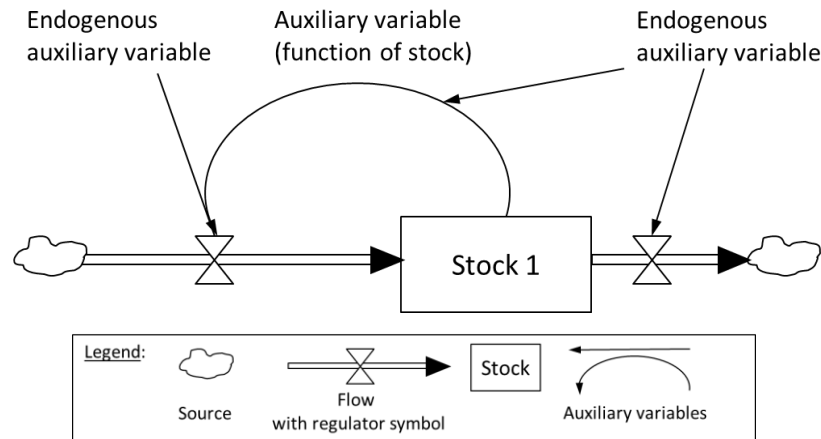 Endogenous
auxiliary variable
Auxiliary variable
(function of stock)
Endogenous
auxiliary variable
Stock 1
Legend:
Source
Flow
with regulator symbol
Stock
Auxiliary variables